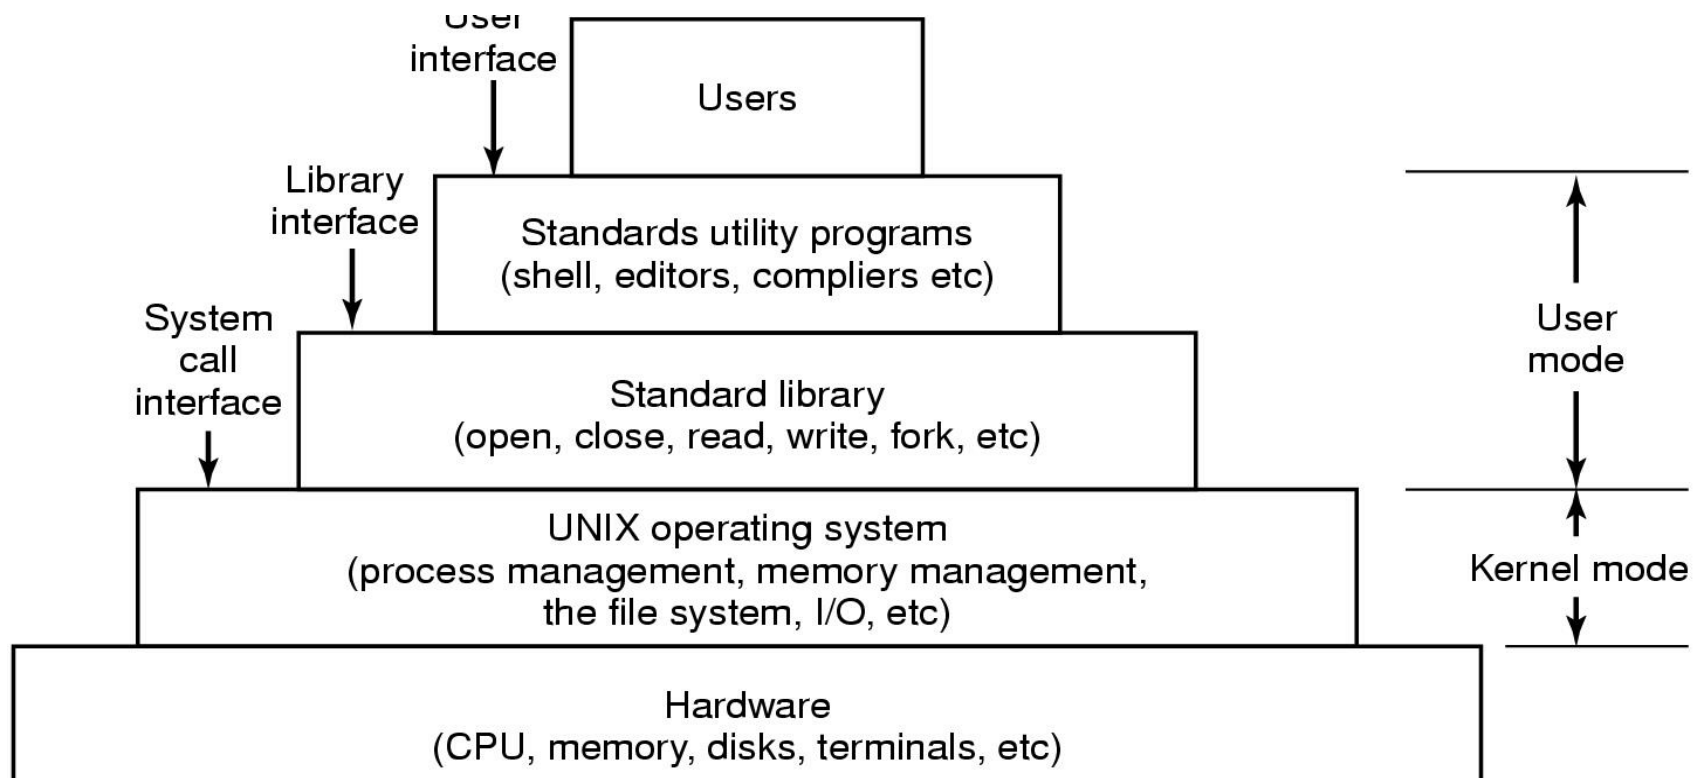 User
interface
Users
Library
interface
Standards utility programs
(shell, editors, compliers etc)
System
call
interface
User
mode
Standard library
(open, close, read, write, fork, etc)
UNIX operating system
(process management, memory management,
the file system, I/O, etc)
Kernel mode
Hardware
(CPU, memory, disks, terminals, etc)